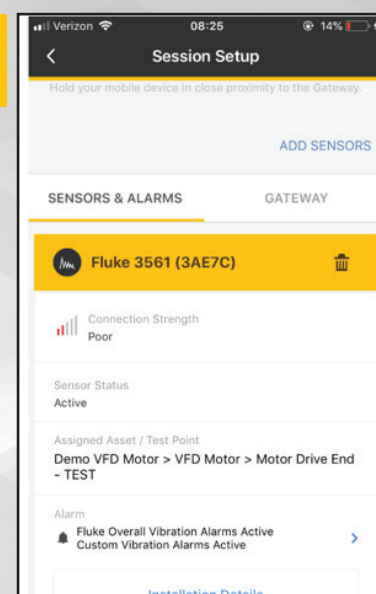 Verizon 08:25 14%
Session Setup
Hold your mobile device in close proximity to the Gateway.
ADD SENSORS
SENSORS & ALARMS GATEWAY
Fluke 3561 (3AE7C)
Connection Strength
Poor
Sensor Status
Active
Assigned Asset / Test Point
Demo VFD Motor > VFD Motor > Motor Drive End
- TEST
Alarm
Fluke Overall Vibration Alarms Active
Custom Vibration Alarms Active
Installation Details